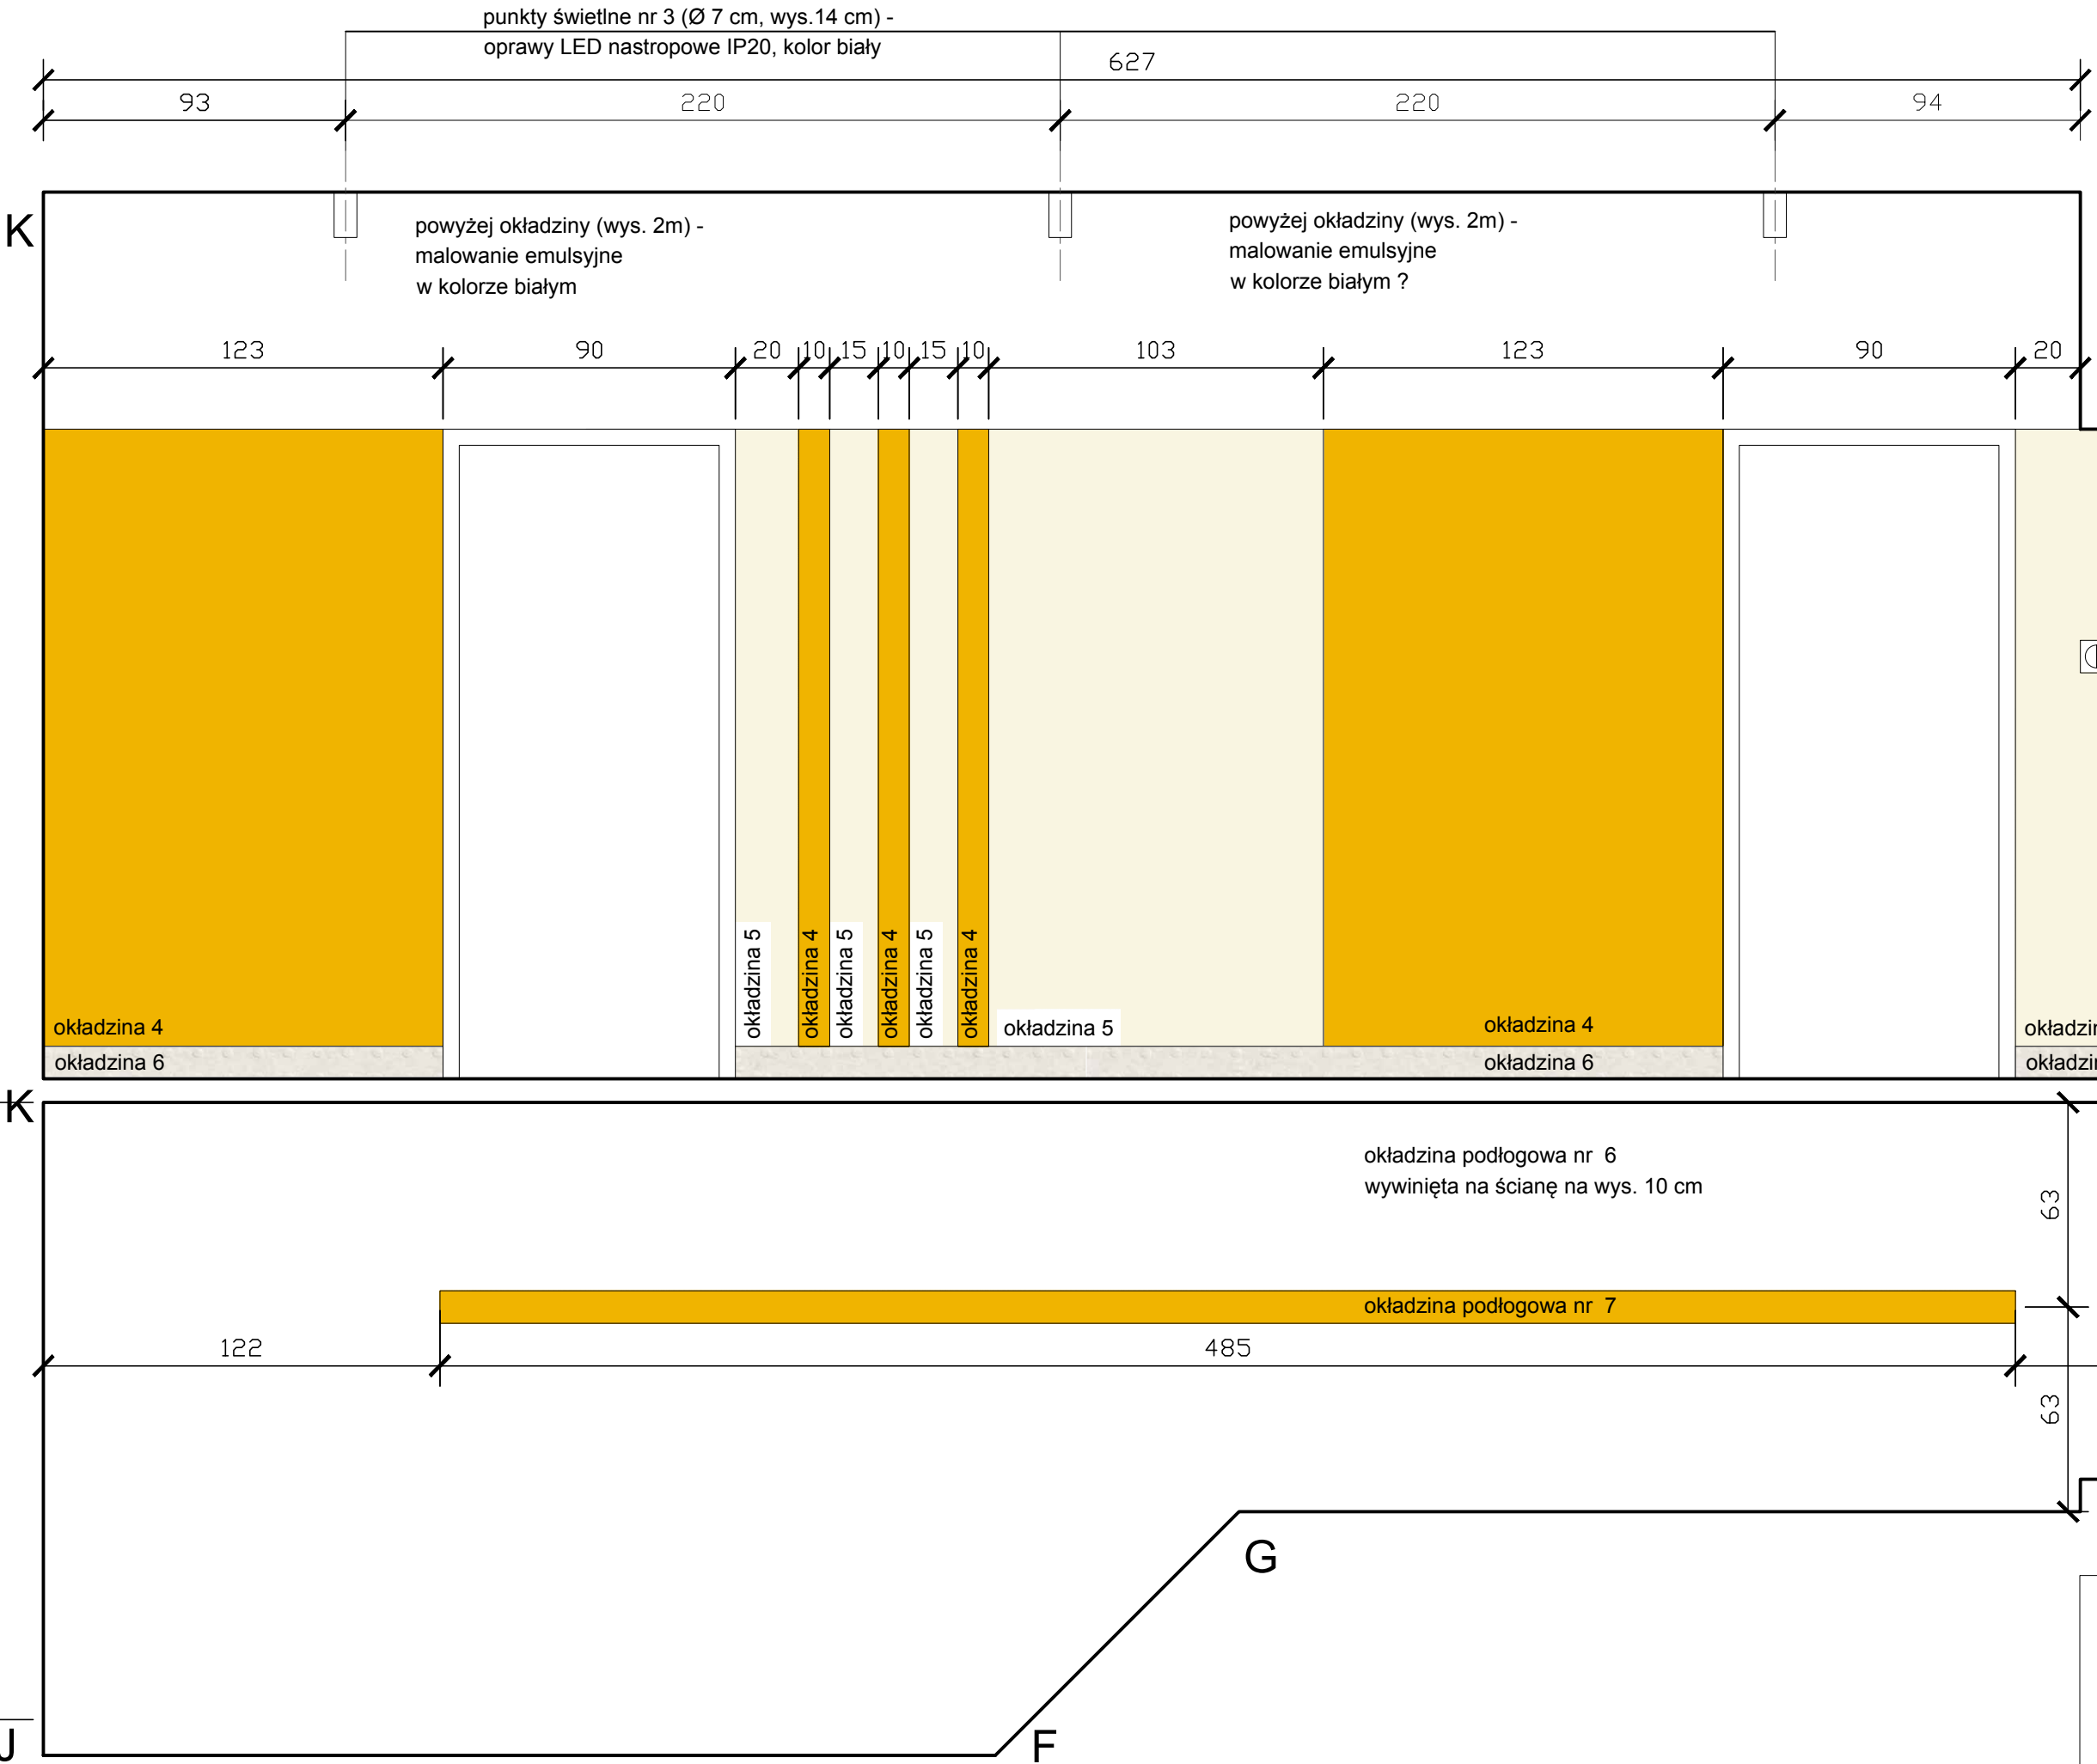 punkty świetlne nr 3 (Ø 7 cm, wys.14 cm) -
oprawy LED nastropowe IP20, kolor biały
627
93 220 220 94
K
powyżej okładziny (wys. 2m) -
malowanie emulsyjne
w kolorze białym
powyżej okładziny (wys. 2m) -
malowanie emulsyjne
w kolorze białym ?
123 90 20 10 15 10 15 10 103 123 90 20
okładzina 5
okładzina 4
okładzina 5
okładzina 4
okładzina 5
okładzina 4
okładzina 4
okładzina 5
okładzina 4
okładzina 6
okładzina 6
K
okładzina podłogowa nr 6
wywinięta na ścianę na wys. 10 cm
63
okładzina podłogowa nr 7
122 485
63
G
F
J